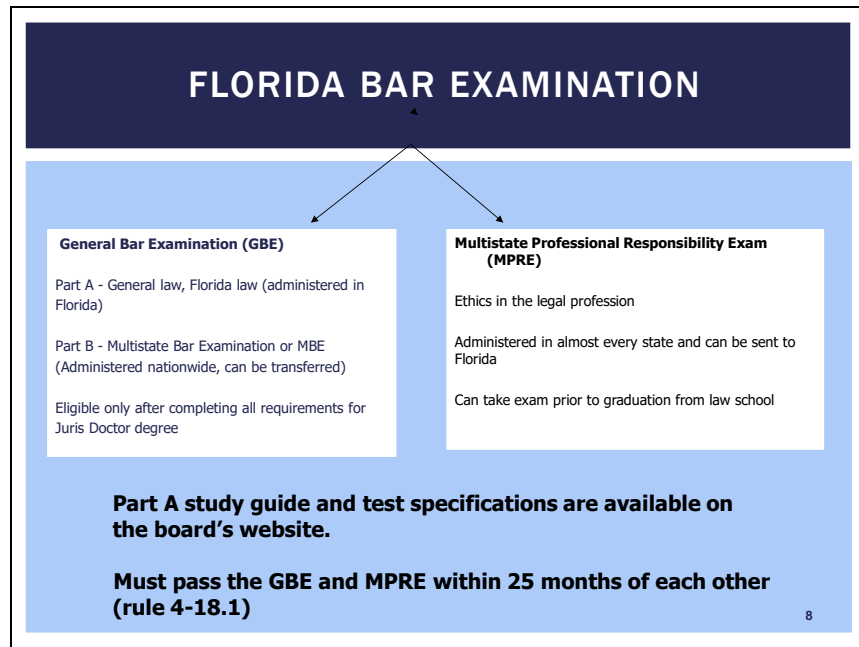 FLORIDA BAR EXAMINATION
General Bar Examination (GBE)
Part A - General law, Florida law (administered in
Florida)
Part B - Multistate Bar Examination or MBE
(Administered nationwide, can be transferred)
Eligible only after completing all requirements for
Juris Doctor degree
Multistate Professional Responsibility Exam
(MPRE)
Ethics in the legal profession
Administered in almost every state and can be sent to
Florida
Can take exam prior to graduation from law school
Part A study guide and test specifications are available on
the board's website.
Must pass the GBE and MPRE within 25 months of each other
(rule 4-18.1)
8